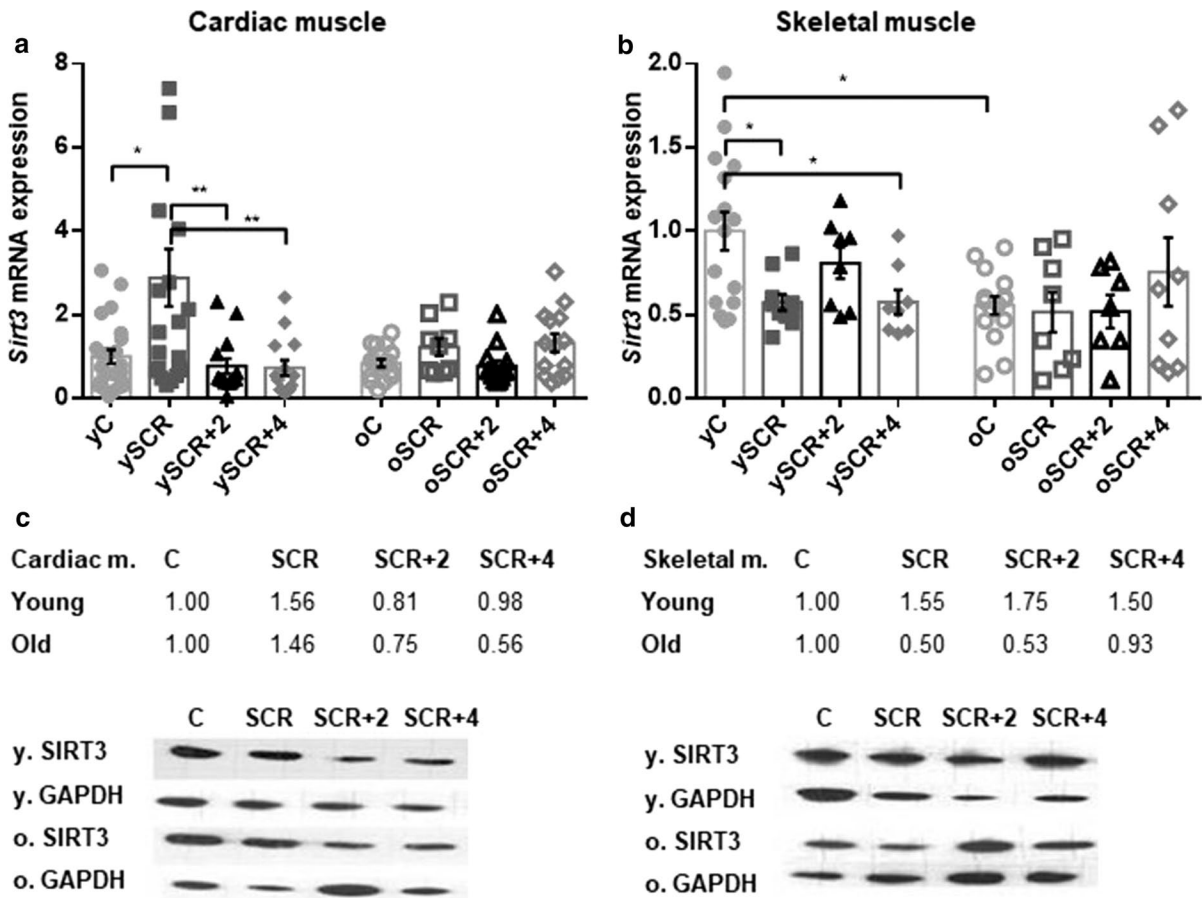 Cardiac muscle
a
Sirt3 mRNA expression
8
6
4
2
0
*
**
**
yC
ySCR
ySCR+2
ySCR+4
oC
oSCR
oSCR+2
oSCR+4
Skeletal muscle
b
Sirt3 mRNA expression
2.0
1.5
1.0
0.5
0.0
*
*
*
yC
ySCR
ySCR+2
ySCR+4
oC
oSCR
oSCR+2
oSCR+4
c
Cardiac m. C SCR SCR+2 SCR+4
Young 1.00 1.56 0.81 0.98
Old 1.00 1.46 0.75 0.56
C SCR SCR+2 SCR+4
y. SIRT3
y. GAPDH
o. SIRT3
o. GAPDH
d
Skeletal m. C SCR SCR+2 SCR+4
Young 1.00 1.55 1.75 1.50
Old 1.00 0.50 0.53 0.93
C SCR SCR+2 SCR+4
y. SIRT3
y. GAPDH
o. SIRT3
o. GAPDH